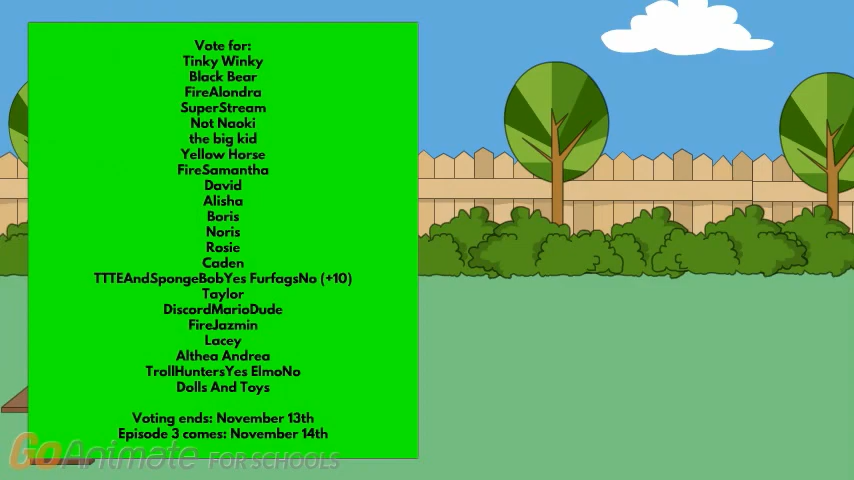 Vote for:
Tinky Winky
Black Bear
FireAlondra
SuperStream
Not Naoki
the big kid
Yellow Horse
FireSamantha
David
Alisha
Boris
Noris
Rosie
Caden
TTTEAndSpongeBobYes FurfagsNo (+10)
Taylor
DiscordMarioDude
FireJazmin
Lacey
Althea Andrea
TrollHuntersYes ElmoNo
Dolls And Toys
Voting ends: November 13th
Episode 3 comes: November 14th
GoAnimate FOR SCHOOLS